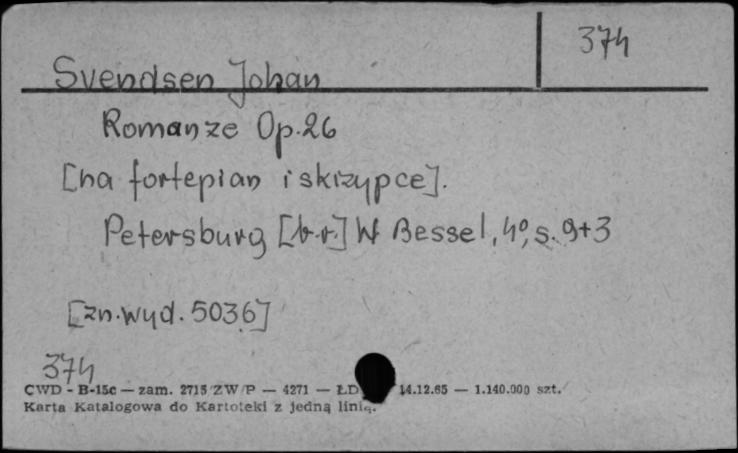 374
Svendsen Johan
Romanze Op.26
[na fortepian i skrzypce].
Petersburg [b.r.] W Bessel, 4º, s. 9+3
[zn.wyd. 5036]
374
CWD - B-15c — zam. 2715 ZW/P — 4271 — ŁD 14.12.65 — 1.140.000 szt.
Karta Katalogowa do Kartoteki z jedną linią.